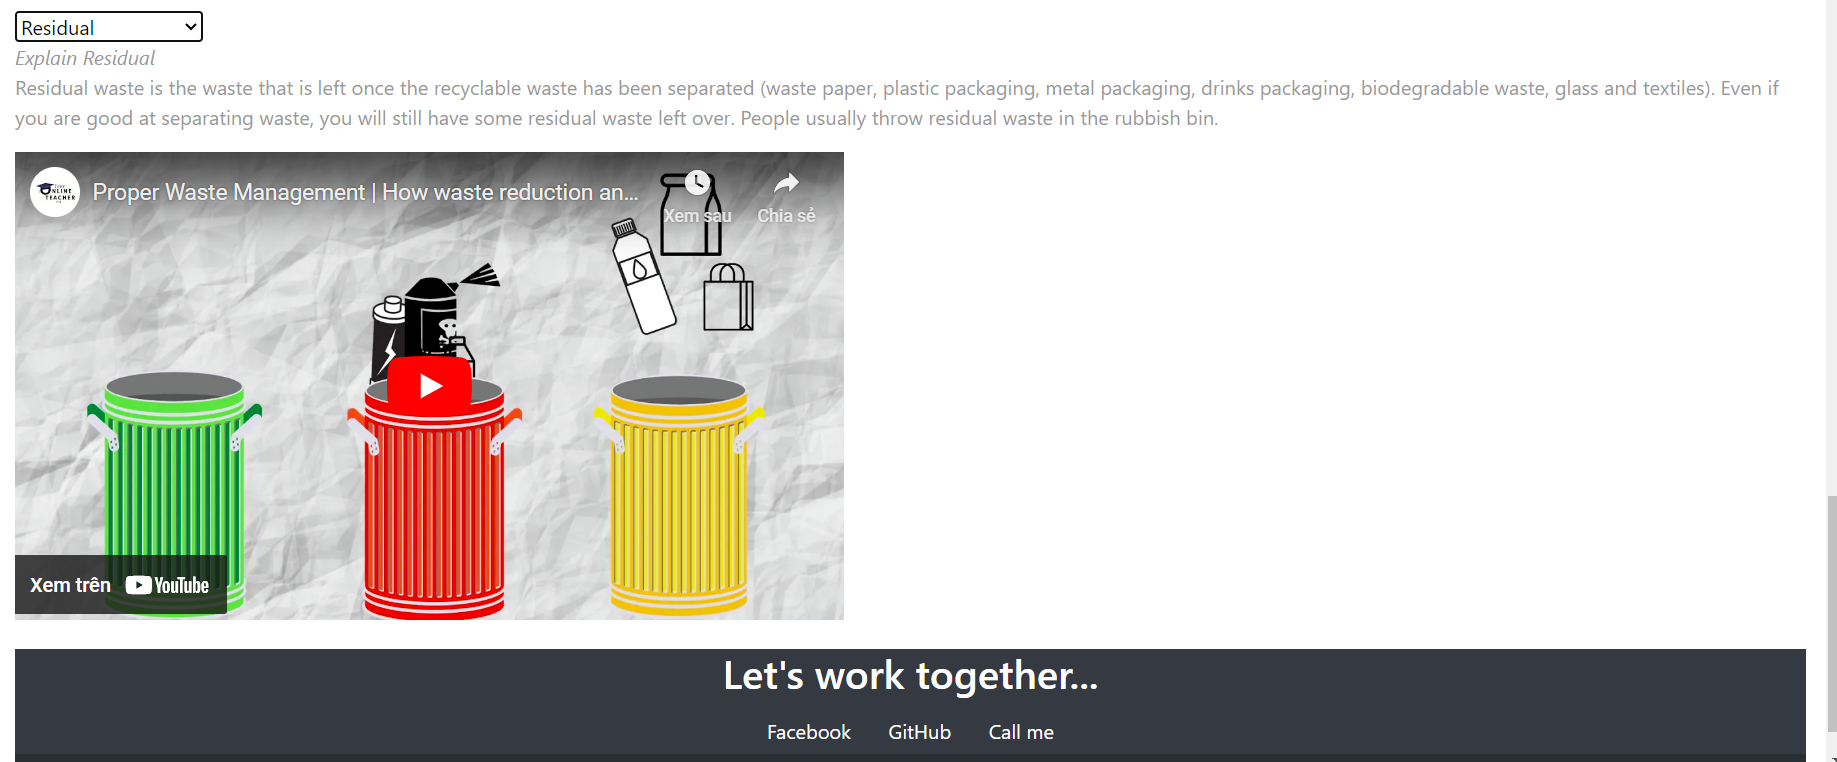 Residual
Explain Residual
Residual waste is the waste that is left once the recyclable waste has been separated (waste paper, plastic packaging, metal packaging, drinks packaging, biodegradable waste, glass and textiles). Even if
you are good at separating waste, you will still have some residual waste left over. People usually throw residual waste in the rubbish bin.
ONLINE
TEACHER
Proper Waste Management | How waste reduction an...
Xem sau
Chia sẻ
Xem trên YouTube
Let's work together...
Facebook GitHub Call me